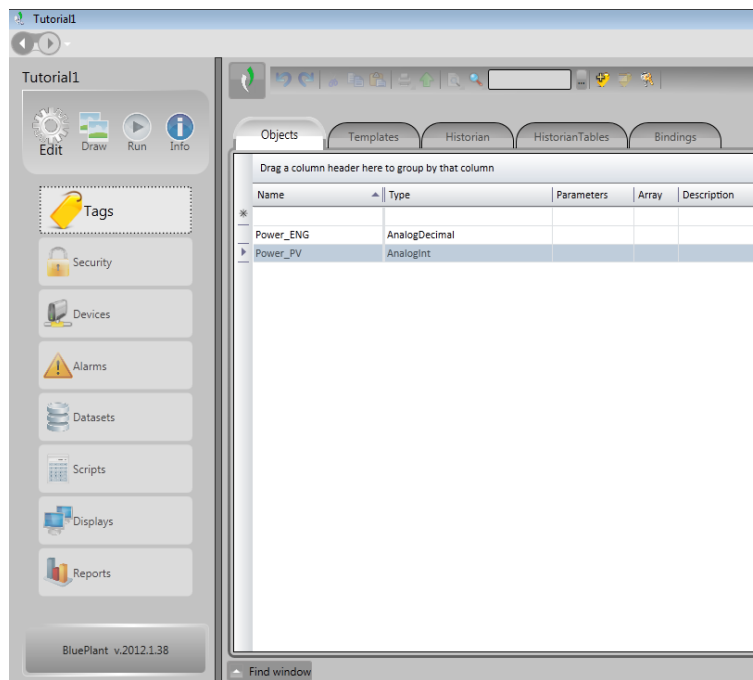 Tutorial1
Tutorial1
Edit Draw Run Info
Tags
Security
Devices
Alarms
Datasets
Scripts
Displays
Reports
BluePlant v.2012.1.38
Objects Templates Historian HistorianTables Bindings
Drag a column header here to group by that column
Name Type Parameters Array Description
Power_ENG AnalogDecimal
Power_PV AnalogInt
Find window